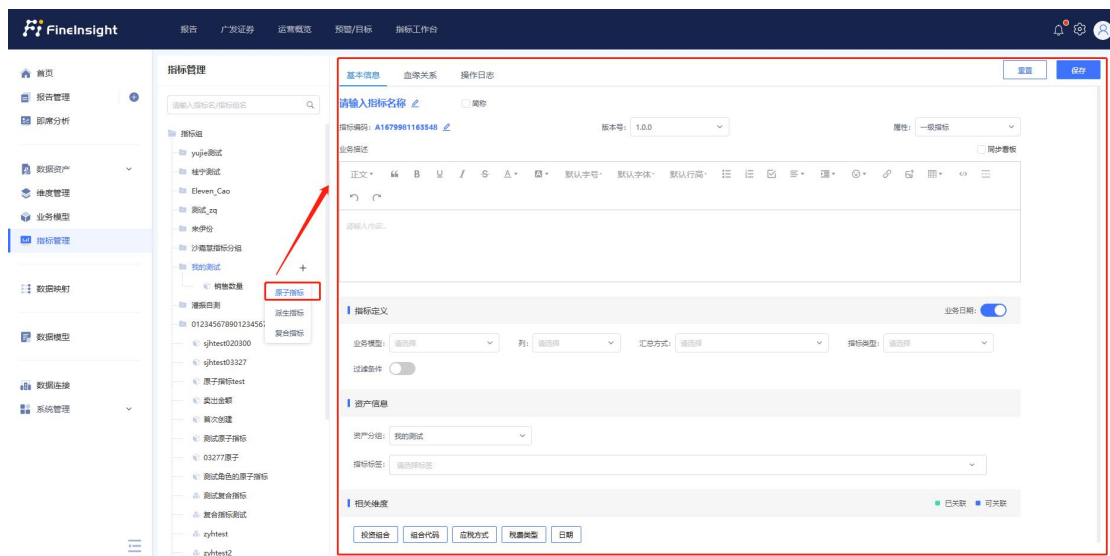 FineInsight
报告 广发证券 运营概览 预警/目标 指标工作台
首页
报告管理
即席分析
数据资产
维度管理
业务模型
指标管理
数据映射
数据模型
数据连接
系统管理
指标管理
请输入指标名/指标组名
指标组
yujie测试
桂宁测试
Eleven_Cao
测试_zq
来伊份
沙霜慧指标分组
我的测试
销售数量
灌振目测
01234567890123456
sjhtest020300
sjhtest03327
原子指标test
卖出金额
首次创建
测试原子指标
03277原子
测试角色的原子指标
测试复合指标
复合指标测试
zyhtest
zyhtest2
原子指标
派生指标
复合指标
基本信息 血缘关系 操作日志
重置 保存
请输入指标名称 简称
指标编码: A1679981163548 版本号: 1.0.0 属性: 一级指标
业务描述 同步看板
正文 B U I S A 默认字号 默认字体 默认行高
请输入内容...
指标定义 业务日期:
业务模型: 请选择 列: 请选择 汇总方式: 请选择 指标类型: 请选择
过滤条件
资产信息
资产分组: 我的测试
指标标签: 请选择标签
相关维度 已关联 可关联
投资组合 组合代码 应税方式 税费类型 日期